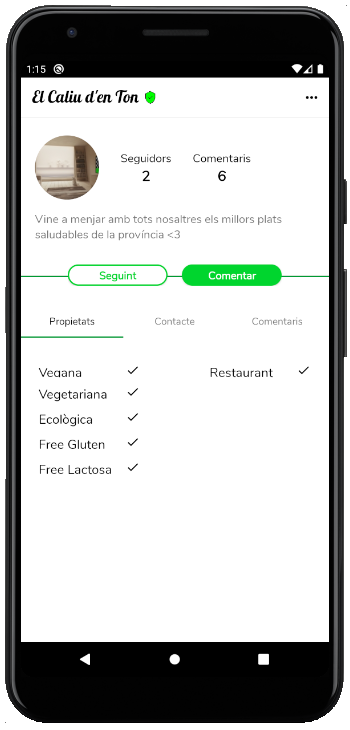 1:15
El Caliu d'en Ton
Seguidors Comentaris
2 6
Vine a menjar amb tots nosaltres els millors plats
saludables de la província <3
Seguint Comentar
Propietats Contacte Comentaris
Vegana Restaurant
Vegetariana
Ecològica
Free Gluten
Free Lactosa